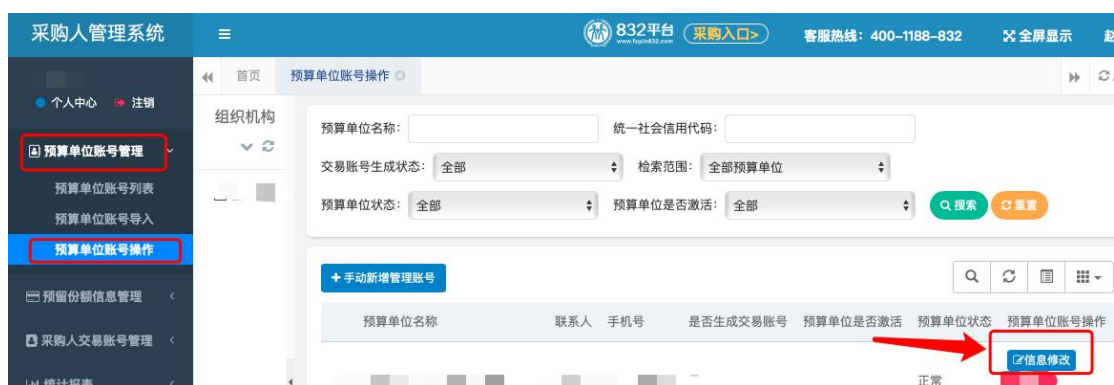 采购人管理系统
832平台 www.fupin832.com 采购入口> 客服热线：400-1188-832 全屏显示
首页 预算单位账号操作
个人中心 注销
组织机构
预算单位名称： 统一社会信用代码：
预算单位账号管理
交易账号生成状态： 全部 检索范围： 全部预算单位
预算单位账号列表
预算单位状态： 全部 预算单位是否激活： 全部 搜索 重置
预算单位账号导入
预算单位账号操作
+手动新增管理账号
预留份额信息管理
预算单位名称 联系人 手机号 是否生成交易账号 预算单位是否激活 预算单位状态 预算单位账号操作
采购人交易账号管理
信息修改
统计报表
正常